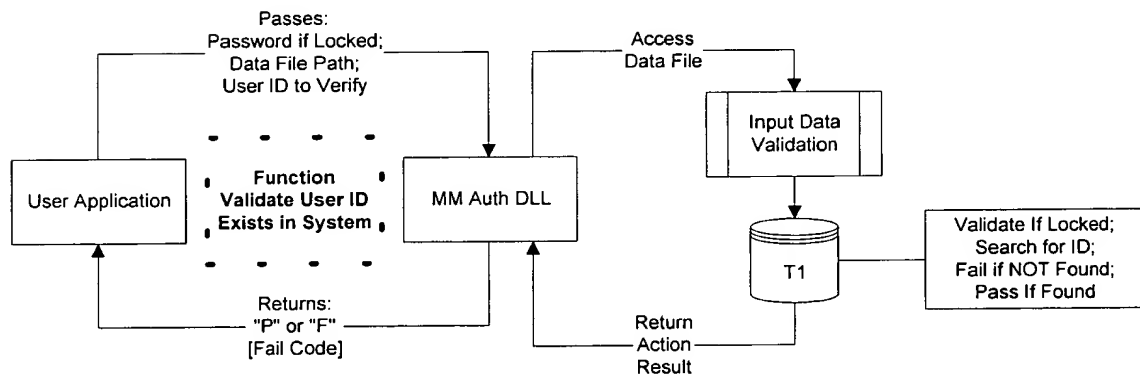 Passes:
Password if Locked;
Data File Path;
User ID to Verify
Access
Data File
Input Data
Validation
User Application
Function
Validate User ID
Exists in System
MM Auth DLL
T1
Validate If Locked;
Search for ID;
Fail if NOT Found;
Pass If Found
Returns:
"P" or "F"
[Fail Code]
Return
Action
Result